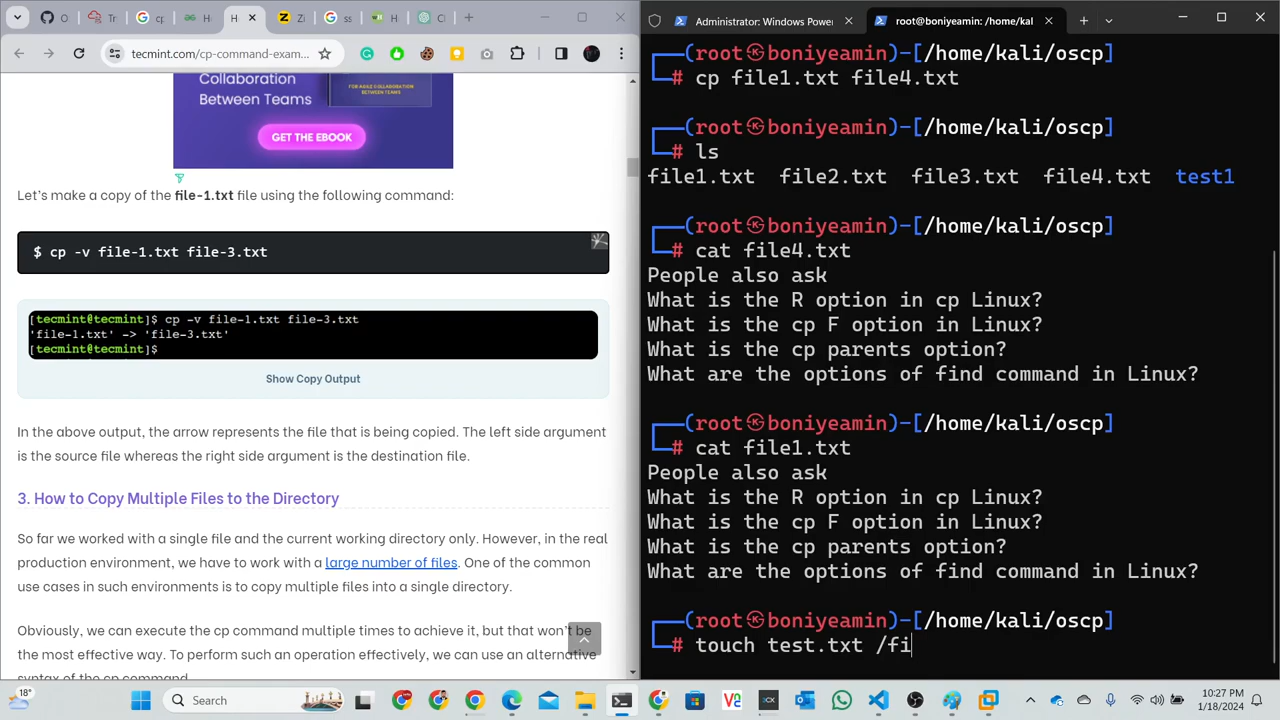 tecmint.com/cp-command-exam...
Collaboration
Between Teams
FOR AGILE COLLABORATION
BETWEEN TEAMS
GET THE EBOOK
Let's make a copy of the file-1.txt file using the following command:
$ cp -v file-1.txt file-3.txt
[tecmint@tecmint]$ cp -v file-1.txt file-3.txt
'file-1.txt' -> 'file-3.txt'
[tecmint@tecmint]$
Show Copy Output
In the above output, the arrow represents the file that is being copied. The left side argument
is the source file whereas the right side argument is the destination file.
3. How to Copy Multiple Files to the Directory
So far we worked with a single file and the current working directory only. However, in the real
production environment, we have to work with a large number of files. One of the common
use cases in such environments is to copy multiple files into a single directory.
Obviously, we can execute the cp command multiple times to achieve it, but that won't be
the most effective way. To perform such an operation effectively, we can use an alternative
syntax of the cp command.
Administrator: Windows Power
root@boniyeamin: /home/kal
┌──(root㉿boniyeamin)-[/home/kali/oscp]
└─# cp file1.txt file4.txt
┌──(root㉿boniyeamin)-[/home/kali/oscp]
└─# ls
file1.txt file2.txt file3.txt file4.txt test1
┌──(root㉿boniyeamin)-[/home/kali/oscp]
└─# cat file4.txt
People also ask
What is the R option in cp Linux?
What is the cp F option in Linux?
What is the cp parents option?
What are the options of find command in Linux?
┌──(root㉿boniyeamin)-[/home/kali/oscp]
└─# cat file1.txt
People also ask
What is the R option in cp Linux?
What is the cp F option in Linux?
What is the cp parents option?
What are the options of find command in Linux?
┌──(root㉿boniyeamin)-[/home/kali/oscp]
└─# touch test.txt /fi
18°
Search
10:27 PM
1/18/2024